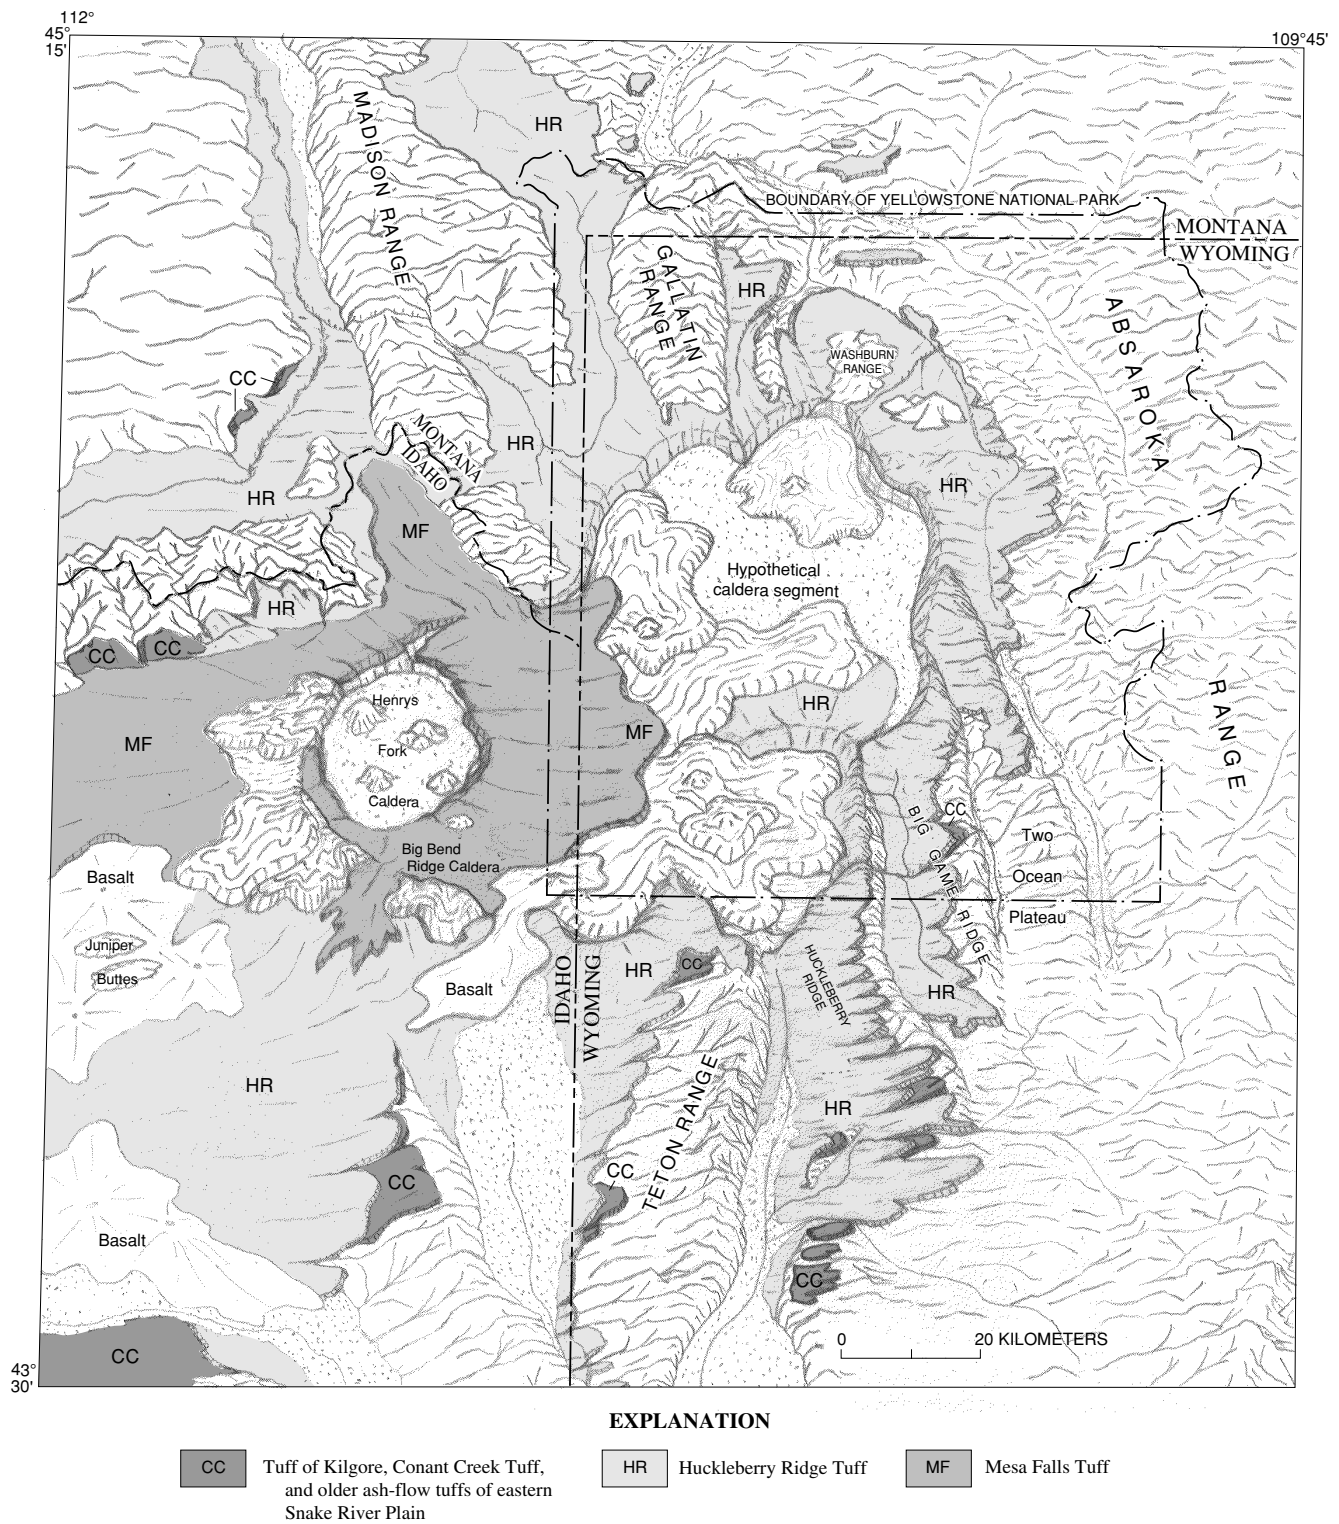 112°
45°
15'
109°45'
HR
MADISON RANGE
BOUNDARY OF YELLOWSTONE NATIONAL PARK
MONTANA
WYOMING
GALLATIN
RANGE
HR
ABSAROKA
RANGE
WASHBURN
RANGE
CC
MONTANA
IDAHO
HR
HR
HR
MF
Hypothetical
caldera segment
HR
CC
CC
Henrys
Fork
Caldera
HR
MF
MF
BIG GAME RIDGE
CC
Two
Ocean
Plateau
Big Bend
Ridge Caldera
Basalt
Juniper
Buttes
Basalt
IDAHO
WYOMING
HR
CC
HUCKLEBERRY
RIDGE
HR
HR
TETON RANGE
HR
CC
CC
Basalt
CC
CC
0 20 KILOMETERS
43°
30'
EXPLANATION
CC
Tuff of Kilgore, Conant Creek Tuff,
and older ash-flow tuffs of eastern
Snake River Plain
HR
Huckleberry Ridge Tuff
MF
Mesa Falls Tuff